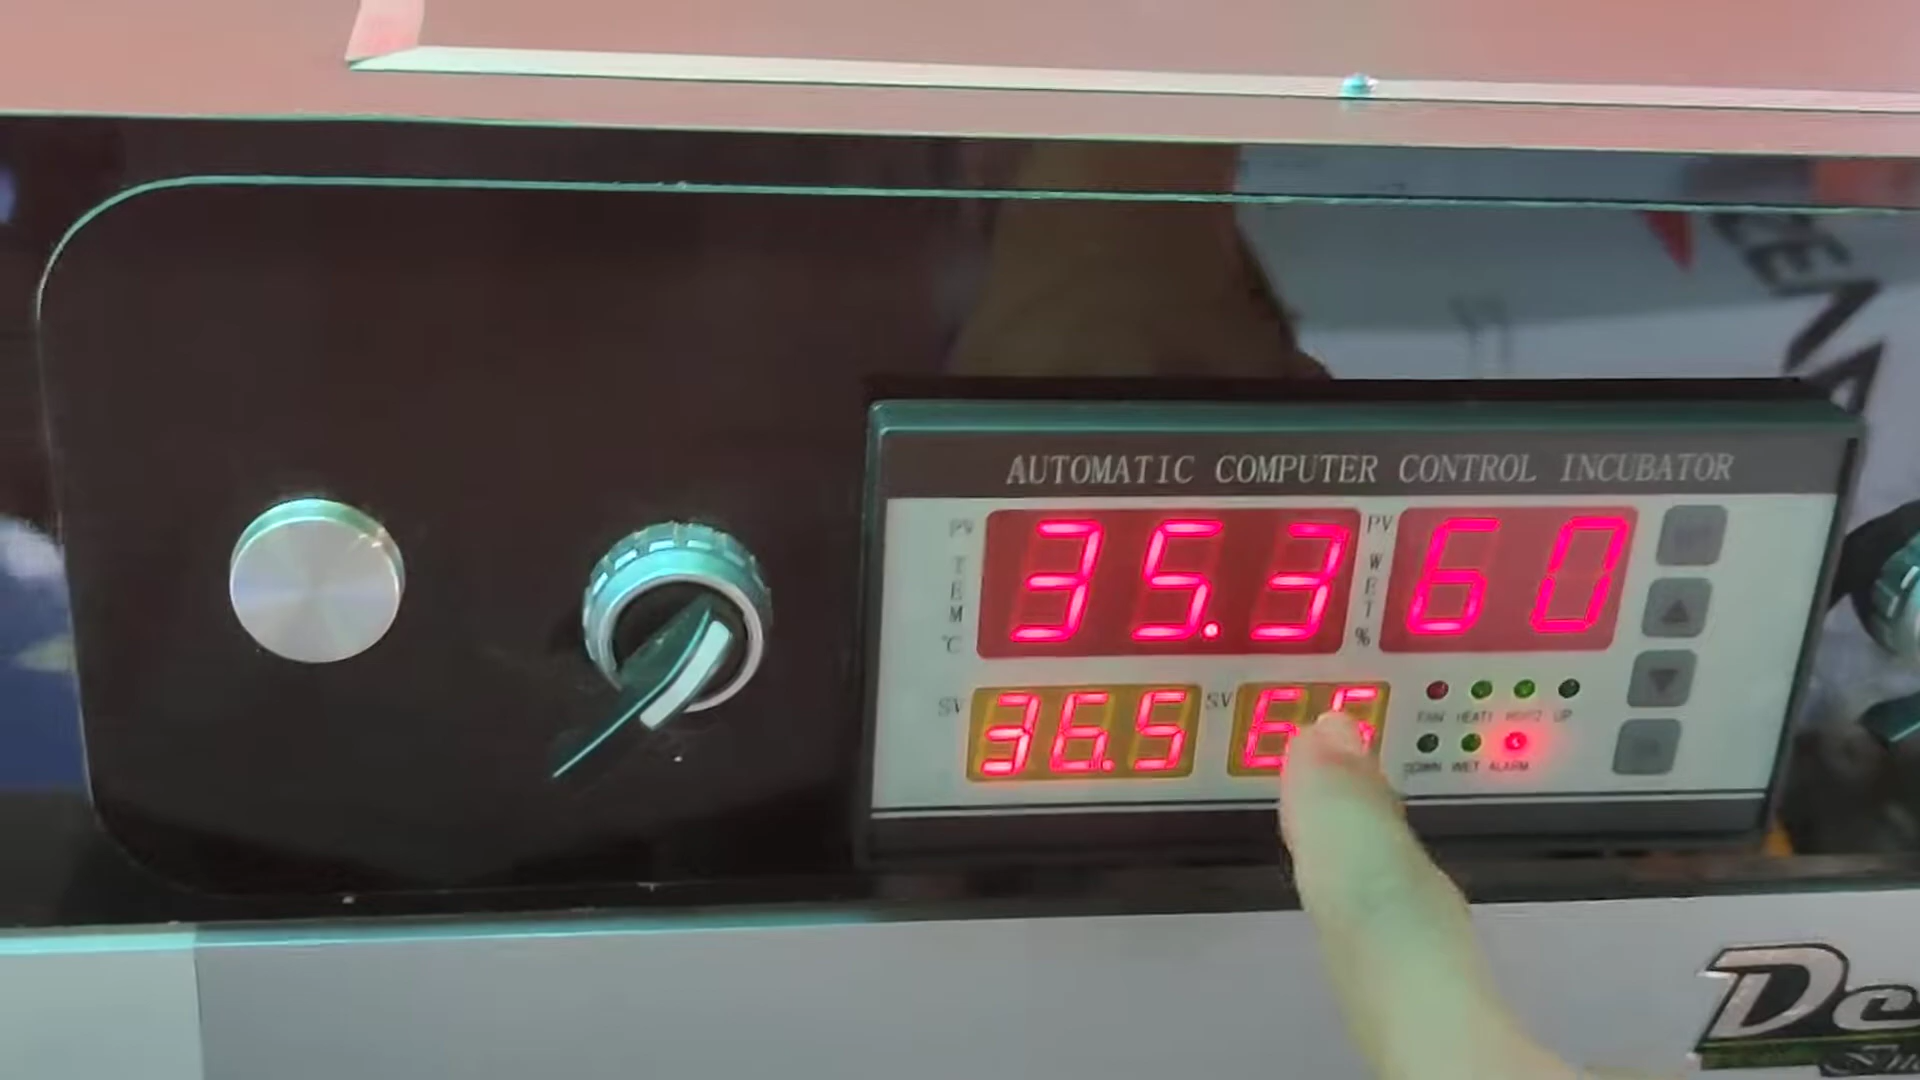 AUTOMATIC COMPUTER CONTROL INCUBATOR
PV
TEM
℃
35.3
PV
WET
%
60
SV
36.5
SV
FAN HEAT1 HEAT2 UP
DOWN WET ALARM